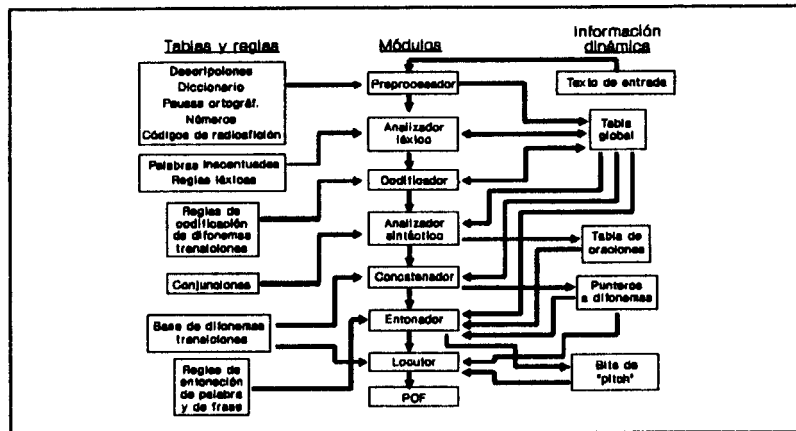 Tablas y reglas
Módulos
Información
dinámica
Descripciones
Diccionario
Pausas ortográf.
Números
Códigos de radioafición
Preprocesador
Texto de entrada
Analizador
léxico
Tabla
global
Palabras inacentuadas
Reglas léxicas
Codificador
Reglas de
codificación
de difonemas
transiciones
Analizador
sintáctico
Tabla de
oraciones
Conjunciones
Concatenador
Punteros
a difonemas
Base de difonemas
transiciones
Entonador
Reglas de
entonación
de palabra
y de frase
Locutor
Bits de
"pitch"
POF